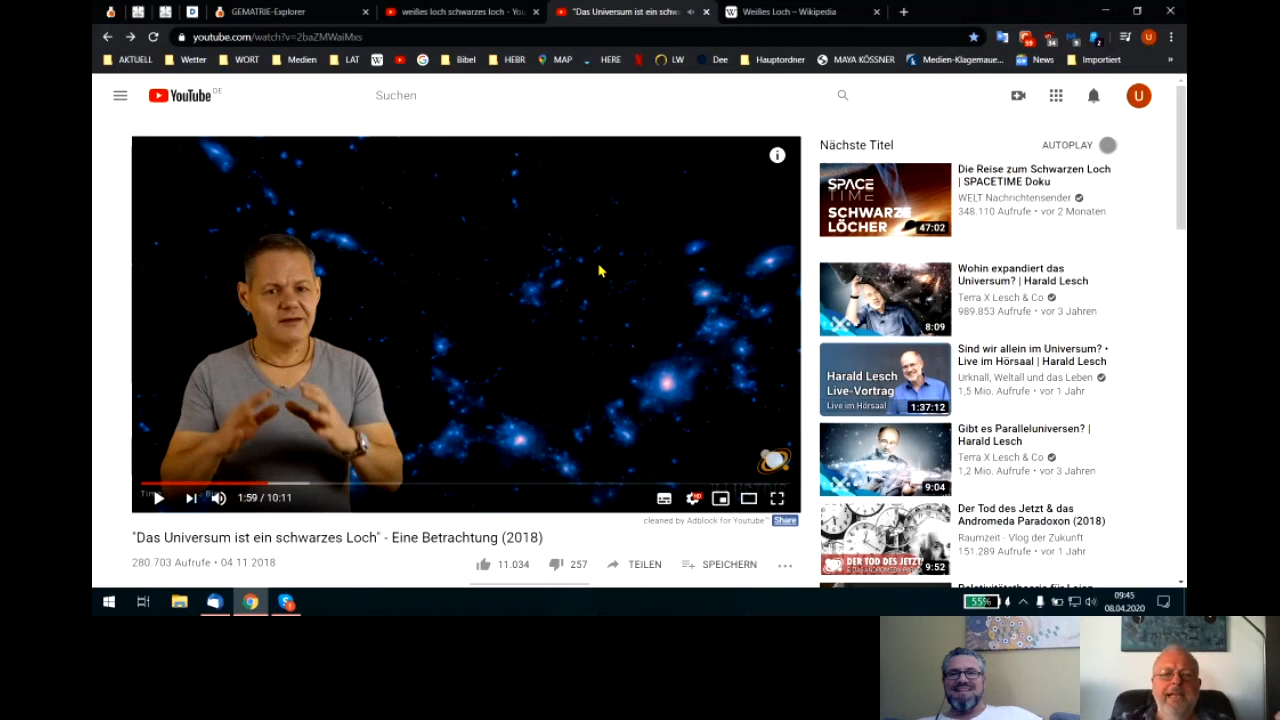 GEMATRIE-Explorer
weißes loch schwarzes loch - You
"Das Universum ist ein schwa
Weißes Loch – Wikipedia
youtube.com/watch?v=2baZMWaiMxs
AKTUELL
Wetter
WORT
Medien
LAT
Bibel
HEBR
MAP
HERE
LW
Dee
Hauptordner
MAYA KÖSSNER
Medien-Klagemaue...
News
Importiert
YouTube DE
Suchen
U
Nächste Titel
AUTOPLAY
SPACE
TIME
SCHWARZE
LÖCHER
47:02
Die Reise zum Schwarzen Loch
| SPACETIME Doku
WELT Nachrichtensender
348.110 Aufrufe • vor 2 Monaten
8:09
Wohin expandiert das
Universum? | Harald Lesch
Terra X Lesch & Co
989.853 Aufrufe • vor 3 Jahren
Harald Lesch
Live-Vortrag
Live im Hörsaal
1:37:12
Sind wir allein im Universum? •
Live im Hörsaal | Harald Lesch
Urknall, Weltall und das Leben
1,5 Mio. Aufrufe • vor 1 Jahr
9:04
Gibt es Paralleluniversen? |
Harald Lesch
Terra X Lesch & Co
1,2 Mio. Aufrufe • vor 3 Jahren
DER TOD DES JETZT
9:52
Der Tod des Jetzt & das
Andromeda Paradoxon (2018)
Raumzeit - Vlog der Zukunft
151.289 Aufrufe • vor 1 Jahr
1:59 / 10:11
HD
cleaned by Adblock for Youtube™ Share
"Das Universum ist ein schwarzes Loch" - Eine Betrachtung (2018)
280.703 Aufrufe • 04.11.2018
11.034
257
TEILEN
SPEICHERN
55%
09:45
08.04.2020